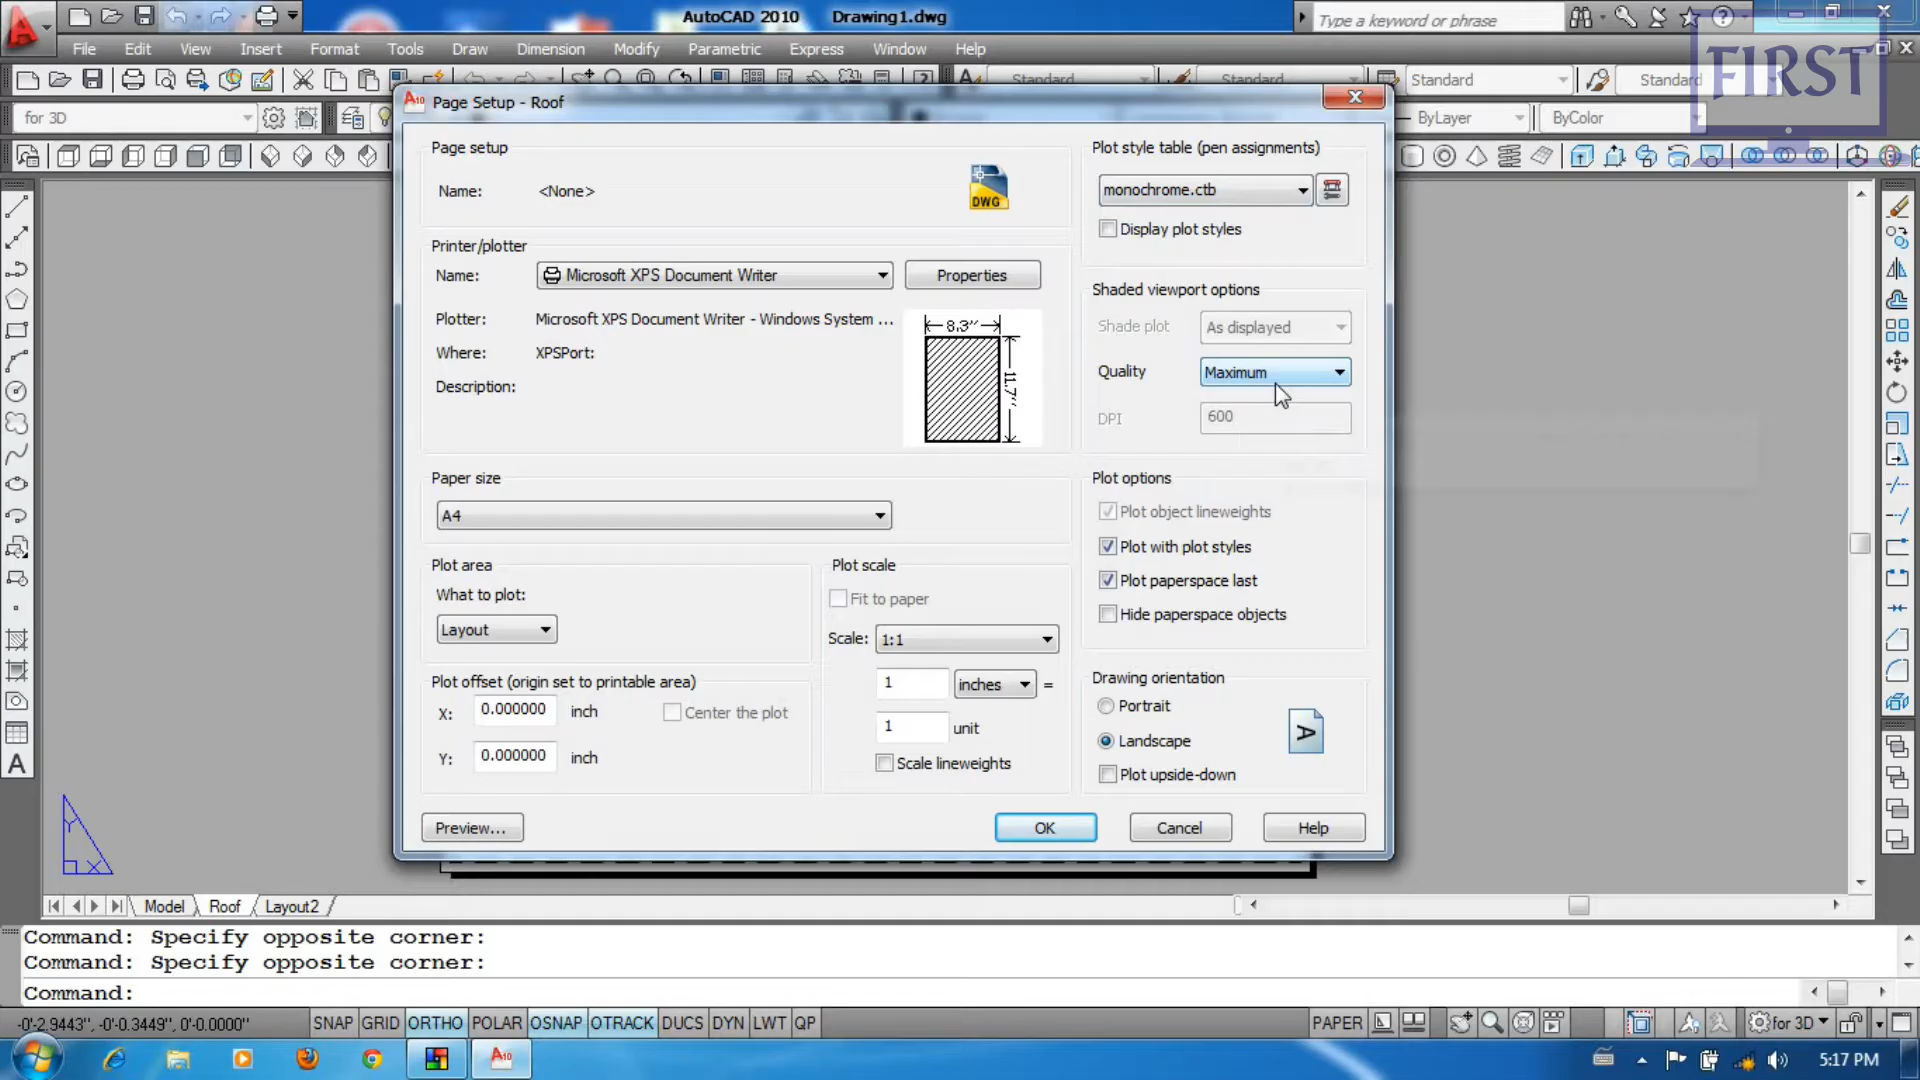 AutoCAD 2010 Drawing1.dwg
Type a keyword or phrase
File Edit View Insert Format Tools Draw Dimension Modify Parametric Express Window Help
FIRST
Standard Standard Standard Standard
for 3D
ByLayer ByColor
Page Setup - Roof
Page setup
Name: <None>
DWG
Printer/plotter
Name: Microsoft XPS Document Writer Properties
Plotter: Microsoft XPS Document Writer - Windows System ...
Where: XPSPort:
Description:
8.3''
11.7''
Paper size
A4
Plot area
What to plot:
Layout
Plot offset (origin set to printable area)
X: 0.000000 inch Center the plot
Y: 0.000000 inch
Plot scale
Fit to paper
Scale: 1:1
1 inches =
1 unit
Scale lineweights
Plot style table (pen assignments)
monochrome.ctb
Display plot styles
Shaded viewport options
Shade plot As displayed
Quality Maximum
DPI 600
Plot options
Plot object lineweights
Plot with plot styles
Plot paperspace last
Hide paperspace objects
Drawing orientation
Portrait
Landscape
A
Plot upside-down
Preview... OK Cancel Help
Y
X
A
Model Roof Layout2
Command: Specify opposite corner:
Command: Specify opposite corner:
Command:
-0'-2.9443'', -0'-0.3449'', 0'-0.0000'' SNAP GRID ORTHO POLAR OSNAP OTRACK DUCS DYN LWT QP PAPER for 3D
5:17 PM